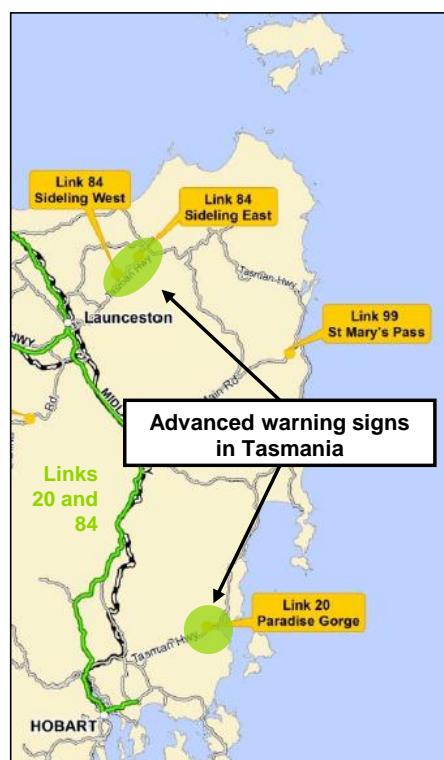 Link 84
Sideling West
Link 84
Sideling East
Tasman Hwy
Launceston
Link 99
St Mary's Pass
HWY
MIDL
Main Rd
Rd
Advanced warning signs
in Tasmania
Links
20 and
84
Y
Link 20
Paradise Gorge
Tasman Hwy
HOBART